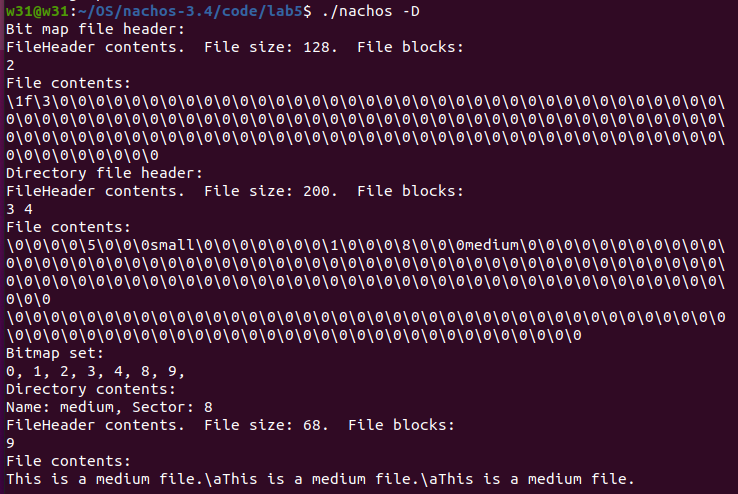 w31@w31:~/OS/nachos-3.4/code/lab5$ ./nachos -D
Bit map file header:
FileHeader contents.  File size: 128.  File blocks:
2
File contents:
\1f\3\0\0\0\0\0\0\0\0\0\0\0\0\0\0\0\0\0\0\0\0\0\0\0\0\0\0\0\0\0\0\0\0\0\0\0\0\0\
0\0\0\0\0\0\0\0\0\0\0\0\0\0\0\0\0\0\0\0\0\0\0\0\0\0\0\0\0\0\0\0\0\0\0\0\0\0\0\0\
0\0\0\0\0\0\0\0\0\0\0\0\0\0\0\0\0\0\0\0\0\0\0\0\0\0\0\0\0\0\0\0\0\0\0\0\0\0\0\0\
0\0\0\0\0\0\0\0\0
Directory file header:
FileHeader contents.  File size: 200.  File blocks:
3 4
File contents:
\0\0\0\0\5\0\0\0small\0\0\0\0\0\0\0\1\0\0\0\8\0\0\0medium\0\0\0\0\0\0\0\0\0\0\0\
0\0\0\0\0\0\0\0\0\0\0\0\0\0\0\0\0\0\0\0\0\0\0\0\0\0\0\0\0\0\0\0\0\0\0\0\0\0\0\0\
0\0\0\0\0\0\0\0\0\0\0\0\0\0\0\0\0\0\0\0\0\0\0\0\0\0\0\0\0\0\0\0\0\0\0\0\0\0\0\0\
0\0\0
\0\0\0\0\0\0\0\0\0\0\0\0\0\0\0\0\0\0\0\0\0\0\0\0\0\0\0\0\0\0\0\0\0\0\0\0\0\0\0\0
\0\0\0\0\0\0\0\0\0\0\0\0\0\0\0\0\0\0\0\0\0\0\0\0\0\0\0\0\0\0\0\0
Bitmap set:
0, 1, 2, 3, 4, 8, 9,
Directory contents:
Name: medium, Sector: 8
FileHeader contents.  File size: 68.  File blocks:
9
File contents:
This is a medium file.\aThis is a medium file.\aThis is a medium file.